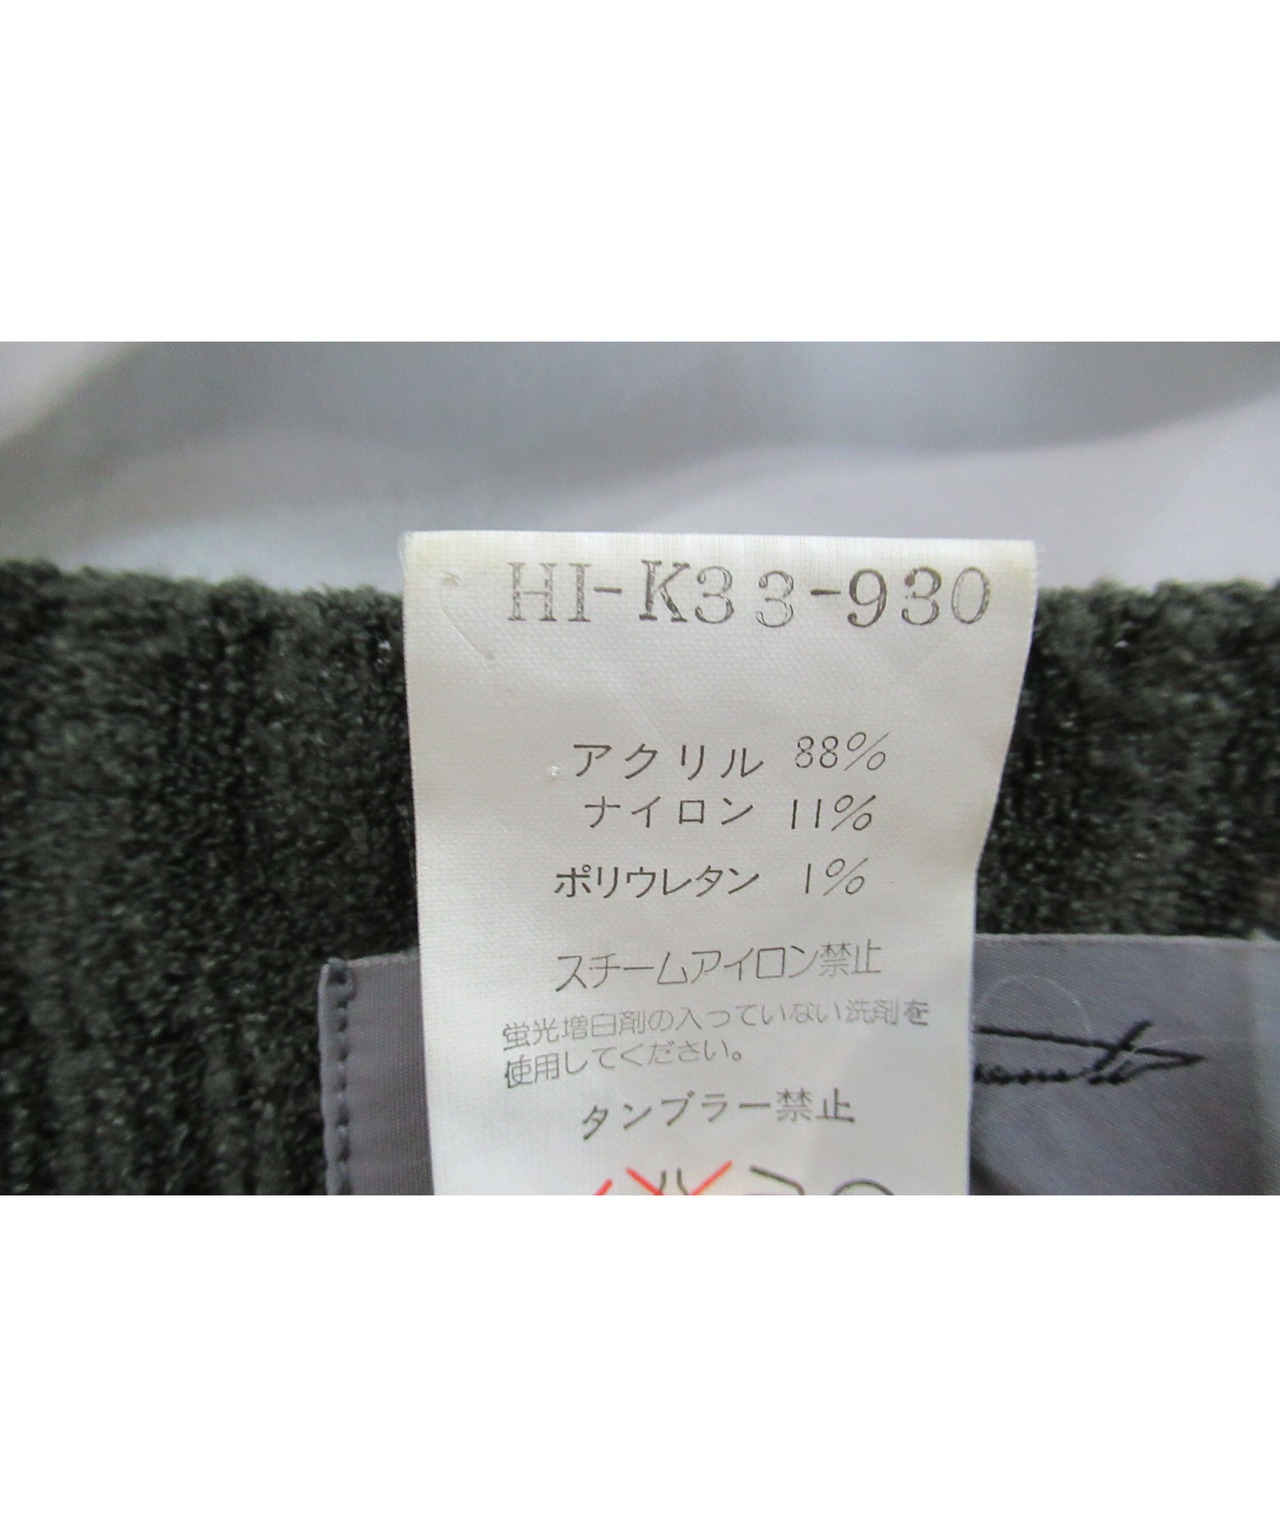 HI-K33-930
アクリル 88%
ナイロン 11%
ポリウレタン 1%
スチームアイロン禁止
蛍光増白剤の入っていない洗剤を
使用してください。
タンブラー禁止